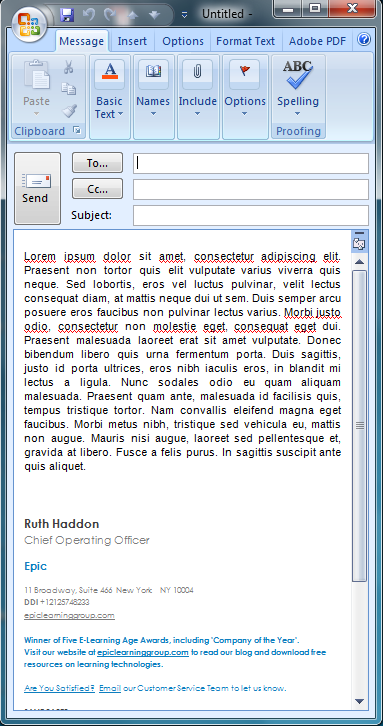 Untitled -
Message Insert Options Format Text Adobe PDF
Paste
Basic Text
Names
Include
Options
ABC
Spelling
Clipboard
Proofing
Send
To...
Cc...
Subject:
Lorem ipsum dolor sit amet, consectetur adipiscing elit.
Praesent non tortor quis elit vulputate varius viverra quis
neque. Sed lobortis, eros vel luctus pulvinar, velit lectus
consequat diam, at mattis neque dui ut sem. Duis semper arcu
posuere eros faucibus non pulvinar lectus varius. Morbi justo
odio, consectetur non molestie eget, consequat eget dui.
Praesent malesuada laoreet erat sit amet vulputate. Donec
bibendum libero quis urna fermentum porta. Duis sagittis,
justo id porta ultrices, eros nibh iaculis eros, in blandit mi
lectus a ligula. Nunc sodales odio eu quam aliquam
malesuada. Praesent quam ante, malesuada id facilisis quis,
tempus tristique tortor. Nam convallis eleifend magna eget
faucibus. Morbi metus nibh, tristique sed vehicula eu, mattis
non augue. Mauris nisi augue, laoreet sed pellentesque et,
gravida at libero. Fusce a felis purus. In sagittis suscipit ante
quis aliquet.
Ruth Haddon
Chief Operating Officer
Epic
11 Broadway, Suite 466 New York NY 10004
DDI +12125748233
epiclearninggroup.com
Winner of Five E-Learning Age Awards, including 'Company of the Year'.
Visit our website at epiclearninggroup.com to read our blog and download free
resources on learning technologies.
Are You Satisfied? Email our Customer Service Team to let us know.